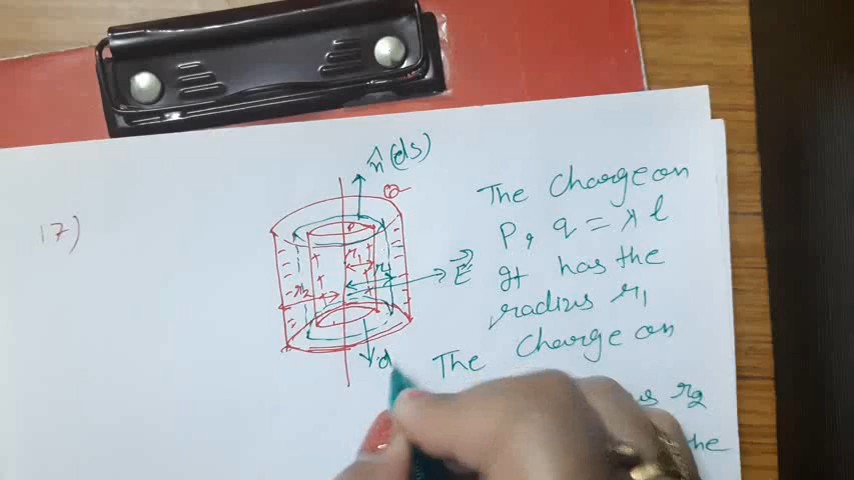 17)
n̂(ds)
Q-
P
r1
r
r2
E
d
The Charge on
P, q = λ l
It has the
radius r1
The Charge on
r2
the